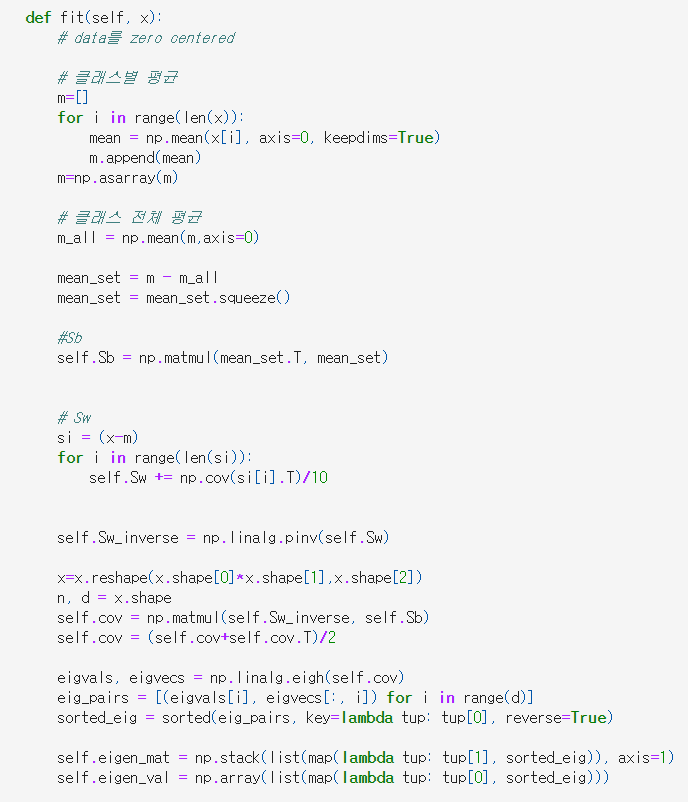 def fit(self, x):
# data를 zero centered
# 클래스별 평균
m=[]
for i in range(len(x)):
mean = np.mean(x[i], axis=0, keepdims=True)
m.append(mean)
m=np.asarray(m)
# 클래스 전체 평균
m_all = np.mean(m,axis=0)
mean_set = m - m_all
mean_set = mean_set.squeeze()
#Sb
self.Sb = np.matmul(mean_set.T, mean_set)
# Sw
si = (x-m)
for i in range(len(si)):
self.Sw += np.cov(si[i].T)/10
self.Sw_inverse = np.linalg.pinv(self.Sw)
x=x.reshape(x.shape[0]*x.shape[1],x.shape[2])
n, d = x.shape
self.cov = np.matmul(self.Sw_inverse, self.Sb)
self.cov = (self.cov+self.cov.T)/2
eigvals, eigvecs = np.linalg.eigh(self.cov)
eig_pairs = [(eigvals[i], eigvecs[:, i]) for i in range(d)]
sorted_eig = sorted(eig_pairs, key=lambda tup: tup[0], reverse=True)
self.eigen_mat = np.stack(list(map(lambda tup: tup[1], sorted_eig)), axis=1)
self.eigen_val = np.array(list(map(lambda tup: tup[0], sorted_eig)))